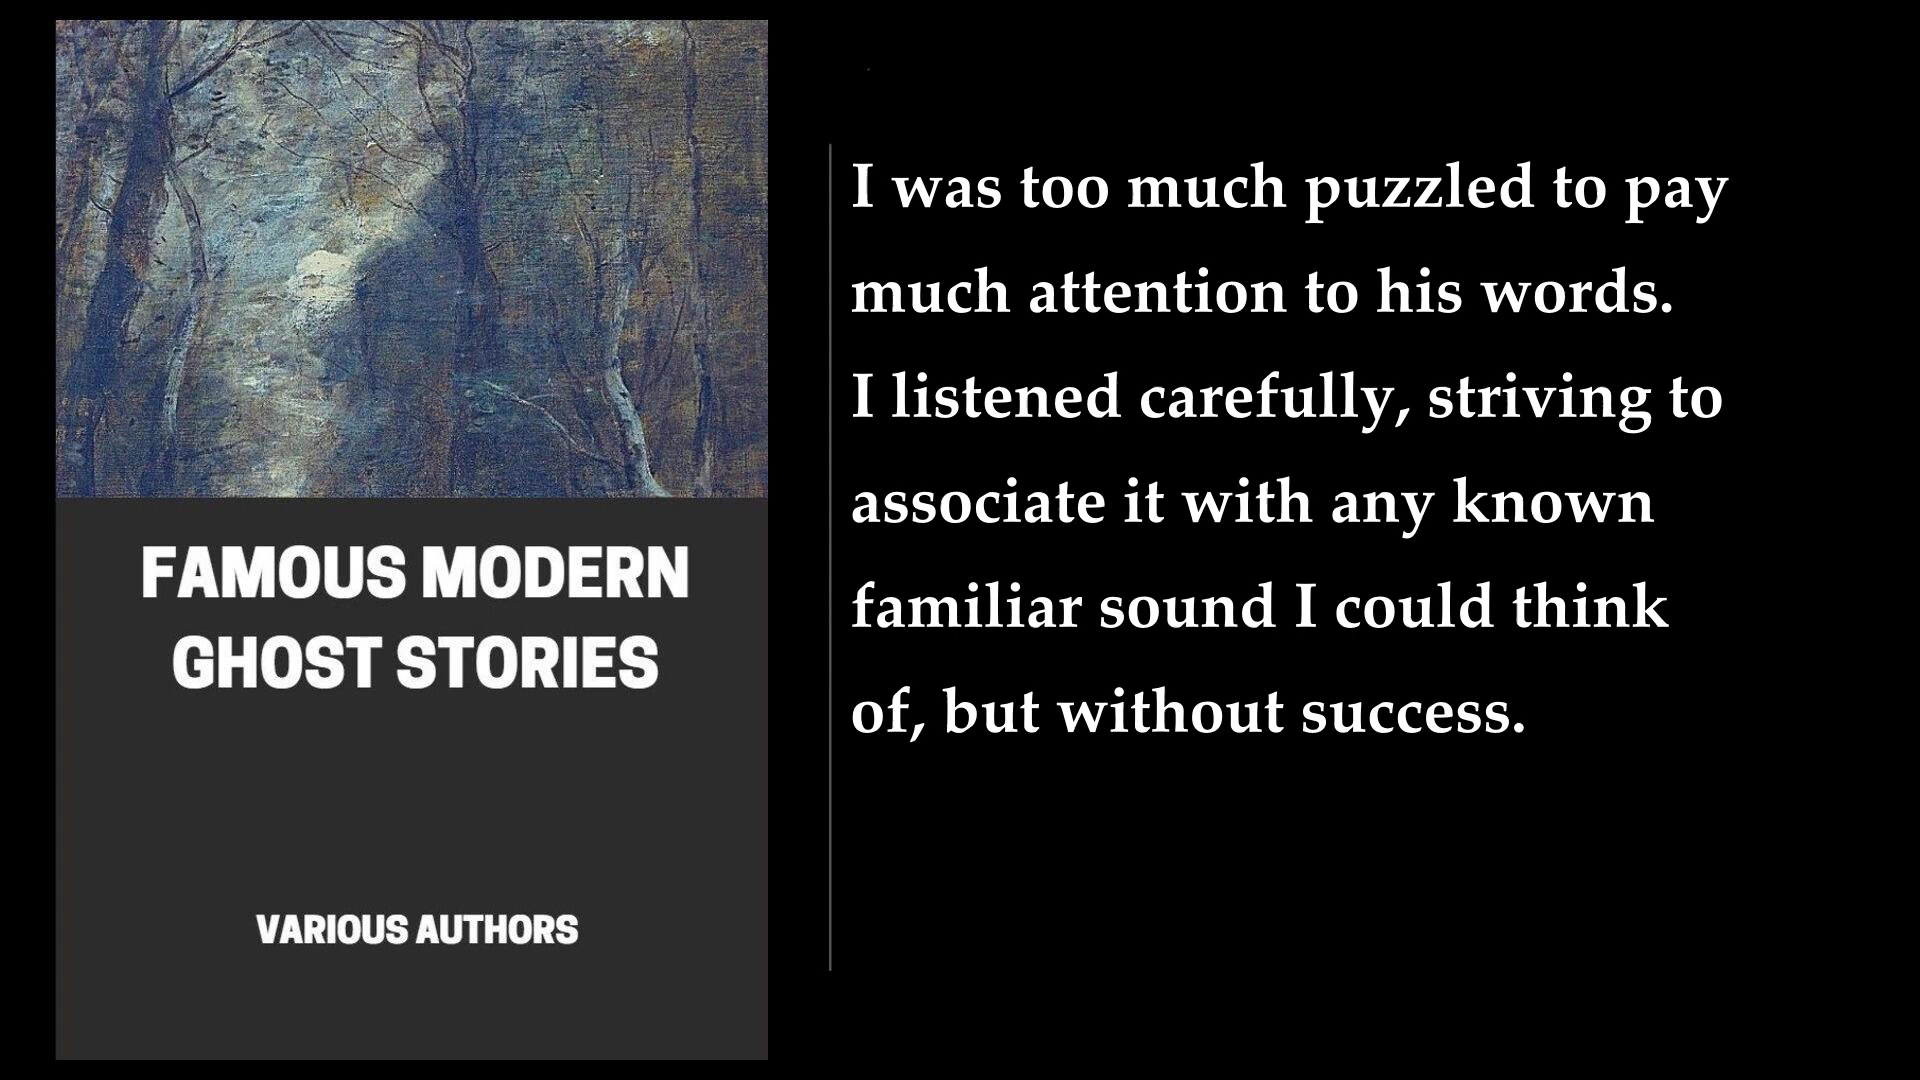 FAMOUS MODERN
GHOST STORIES
VARIOUS AUTHORS
I was too much puzzled to pay
much attention to his words.
I listened carefully, striving to
associate it with any known
familiar sound I could think
of, but without success.